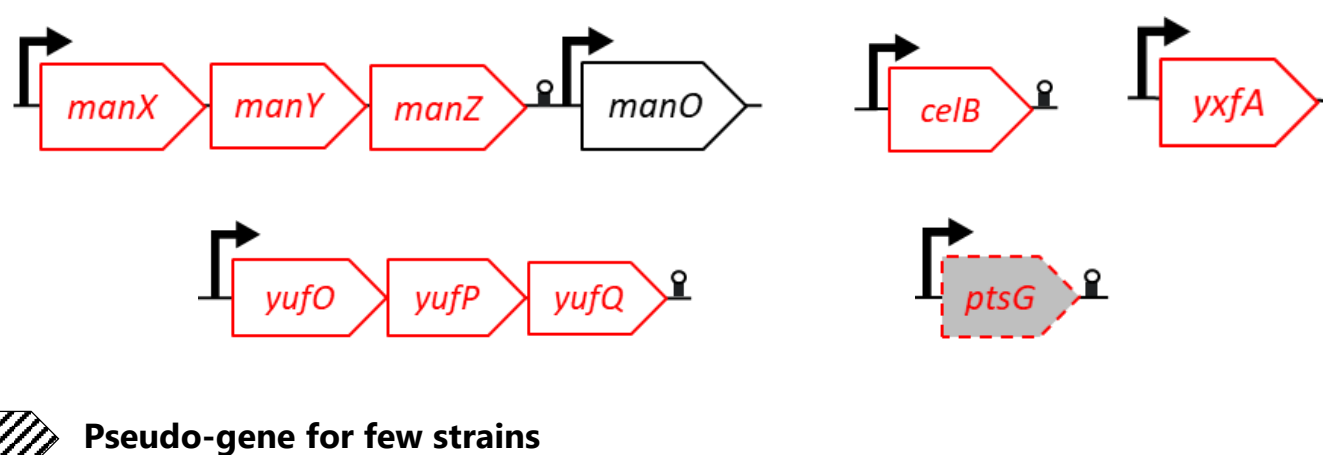 manX manY manZ manO celB yxfA
yufO yufP yufQ ptsG
Pseudo-gene for few strains